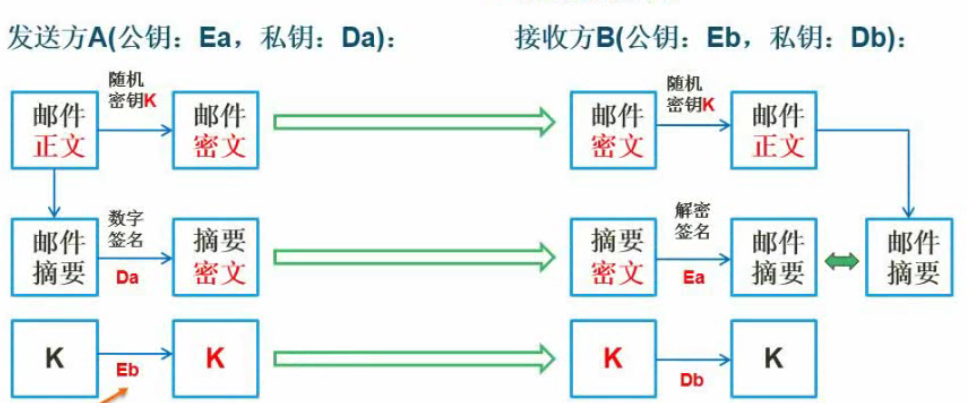 发送方A(公钥：Ea，私钥：Da)：
接收方B(公钥：Eb，私钥：Db)：
邮件
正文
随机
密钥K
邮件
密文
邮件
密文
随机
密钥K
邮件
正文
邮件
摘要
数字
签名
Da
摘要
密文
摘要
密文
解密
签名
Ea
邮件
摘要
邮件
摘要
K
Eb
K
K
Db
K